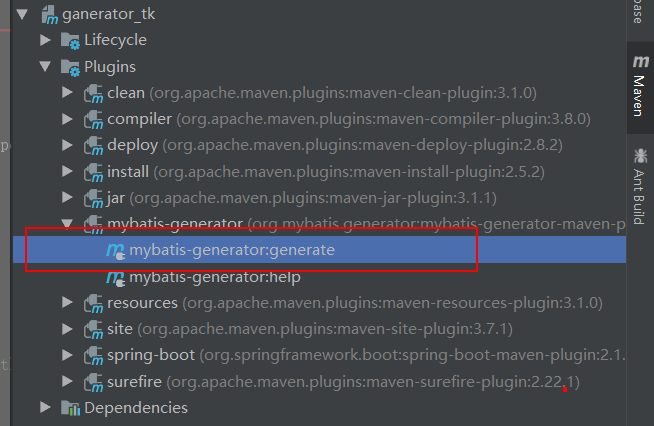 ganerator_tk
Lifecycle
Plugins
clean (org.apache.maven.plugins:maven-clean-plugin:3.1.0)
compiler (org.apache.maven.plugins:maven-compiler-plugin:3.8.0)
deploy (org.apache.maven.plugins:maven-deploy-plugin:2.8.2)
install (org.apache.maven.plugins:maven-install-plugin:2.5.2)
jar (org.apache.maven.plugins:maven-jar-plugin:3.1.1)
mybatis-generator (org.mybatis.generator:mybatis-generator-maven-p
mybatis-generator:generate
mybatis-generator:help
resources (org.apache.maven.plugins:maven-resources-plugin:3.1.0)
site (org.apache.maven.plugins:maven-site-plugin:3.7.1)
spring-boot (org.springframework.boot:spring-boot-maven-plugin:2.1.
surefire (org.apache.maven.plugins:maven-surefire-plugin:2.22.1)
Dependencies
base
Maven
Ant Build